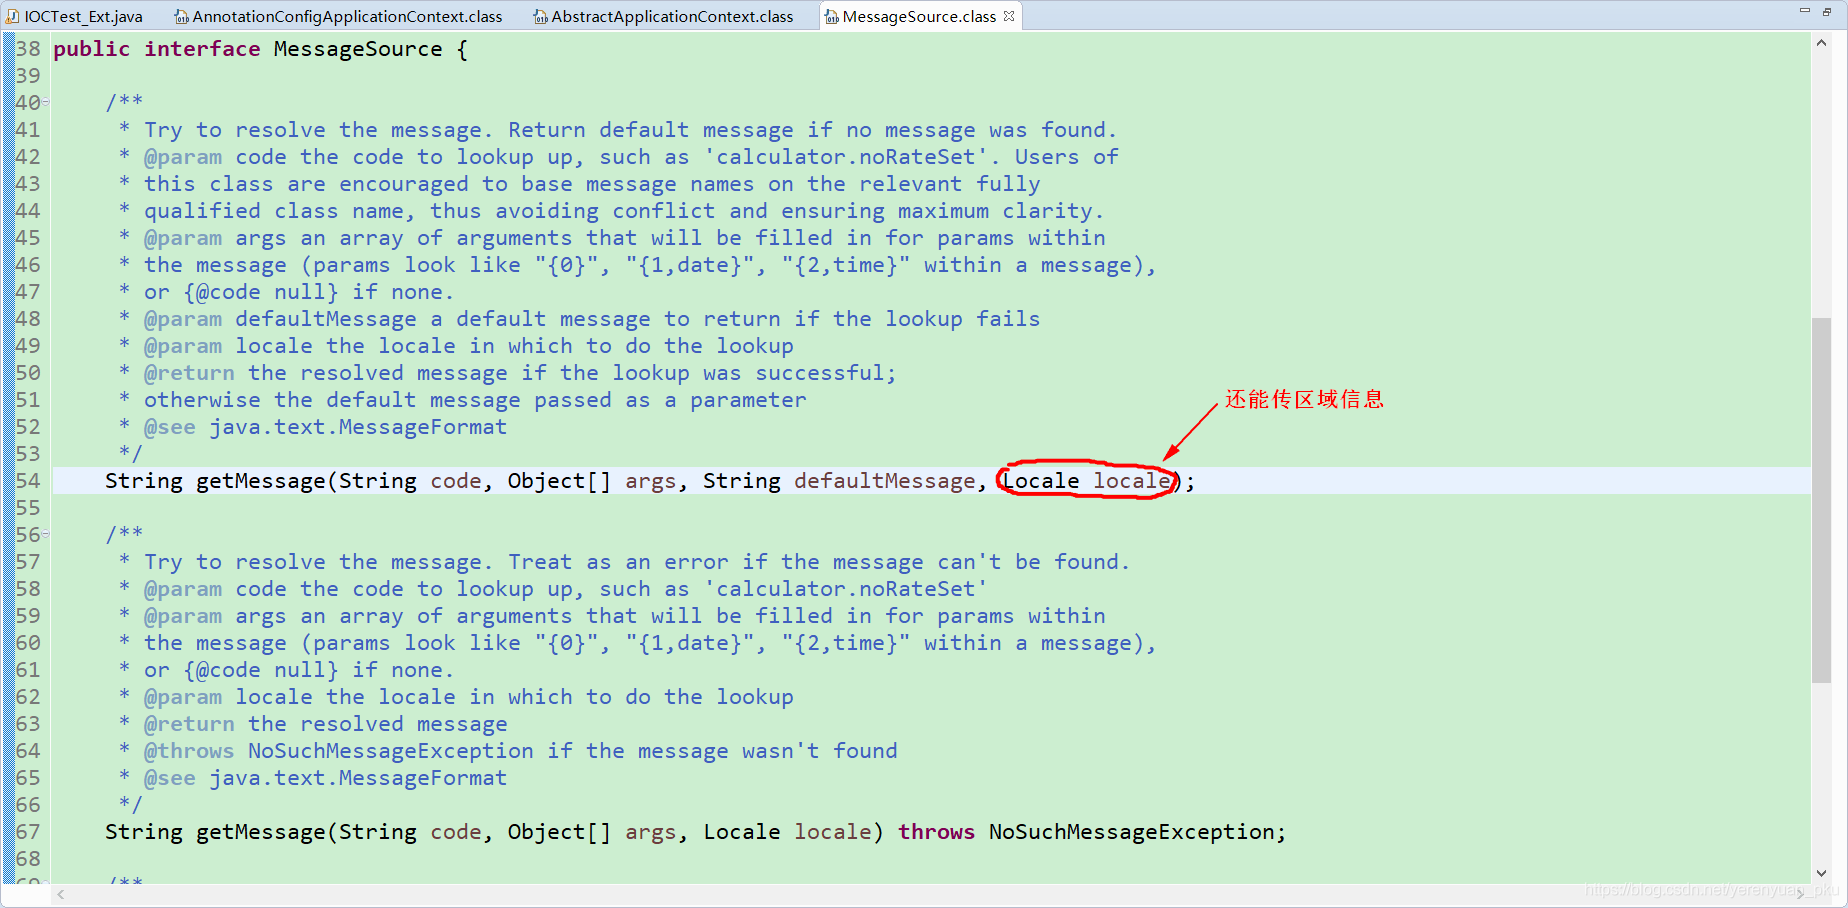 IOCTest_Ext.java AnnotationConfigApplicationContext.class AbstractApplicationContext.class MessageSource.class
38 public interface MessageSource {
39
40 /**
41 * Try to resolve the message. Return default message if no message was found.
42 * @param code the code to lookup up, such as 'calculator.noRateSet'. Users of
43 * this class are encouraged to base message names on the relevant fully
44 * qualified class name, thus avoiding conflict and ensuring maximum clarity.
45 * @param args an array of arguments that will be filled in for params within
46 * the message (params look like "{0}", "{1,date}", "{2,time}" within a message),
47 * or {@code null} if none.
48 * @param defaultMessage a default message to return if the lookup fails
49 * @param locale the locale in which to do the lookup
50 * @return the resolved message if the lookup was successful;
51 * otherwise the default message passed as a parameter
还能传区域信息
52 * @see java.text.MessageFormat
53 */
54 String getMessage(String code, Object[] args, String defaultMessage, Locale locale);
55
56 /**
57 * Try to resolve the message. Treat as an error if the message can't be found.
58 * @param code the code to lookup up, such as 'calculator.noRateSet'
59 * @param args an array of arguments that will be filled in for params within
60 * the message (params look like "{0}", "{1,date}", "{2,time}" within a message),
61 * or {@code null} if none.
62 * @param locale the locale in which to do the lookup
63 * @return the resolved message
64 * @throws NoSuchMessageException if the message wasn't found
65 * @see java.text.MessageFormat
66 */
67 String getMessage(String code, Object[] args, Locale locale) throws NoSuchMessageException;
68
69 /**
https://blog.csdn.net/yerenyuan_pku